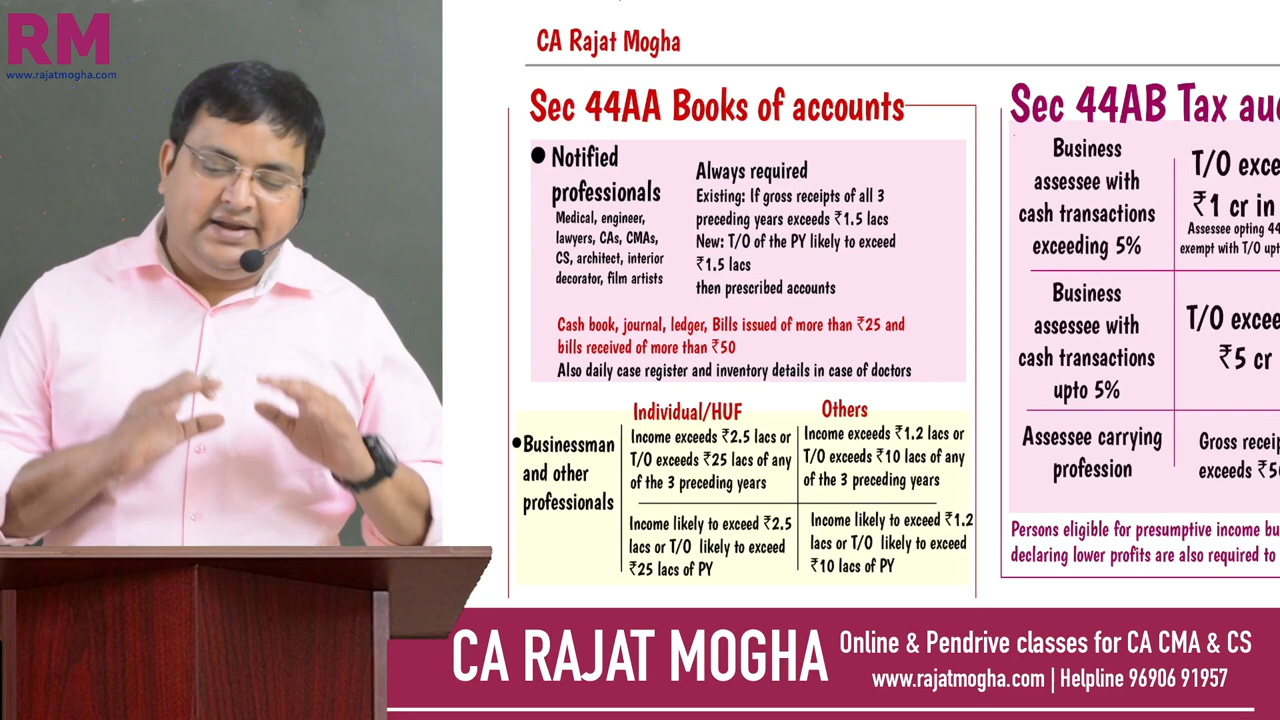 RM
www.rajatmogha.com
CA Rajat Mogha
Sec 44AA Books of accounts
● Notified
professionals
Medical, engineer,
lawyers, CAs, CMAs,
CS, architect, interior
decorator, film artists
Always required
Existing: If gross receipts of all 3
preceding years exceeds ₹1.5 lacs
New: T/O of the PY likely to exceed
₹1.5 lacs
then prescribed accounts
Cash book, journal, ledger, Bills issued of more than ₹25 and
bills received of more than ₹50
Also daily case register and inventory details in case of doctors
Individual/HUF
Others
●Businessman
and other
professionals
Income exceeds ₹2.5 lacs or
T/O exceeds ₹25 lacs of any
of the 3 preceding years
Income exceeds ₹1.2 lacs or
T/O exceeds ₹10 lacs of any
of the 3 preceding years
Income likely to exceed ₹2.5
lacs or T/O likely to exceed
₹25 lacs of PY
Income likely to exceed ₹1.2
lacs or T/O likely to exceed
₹10 lacs of PY
Sec 44AB Tax
Business
assessee with
cash transactions
exceeding 5%
T/O
₹1 cr in
Assessee opting
exempt with T/O
Business
assessee with
cash transactions
upto 5%
T/O
₹5 cr
Assessee carrying
profession
Gross
exceeds
Persons eligible for presumptive income
declaring lower profits are also required to
CA RAJAT MOGHA
Online & Pendrive classes for CA CMA & CS
www.rajatmogha.com | Helpline 96906 91957